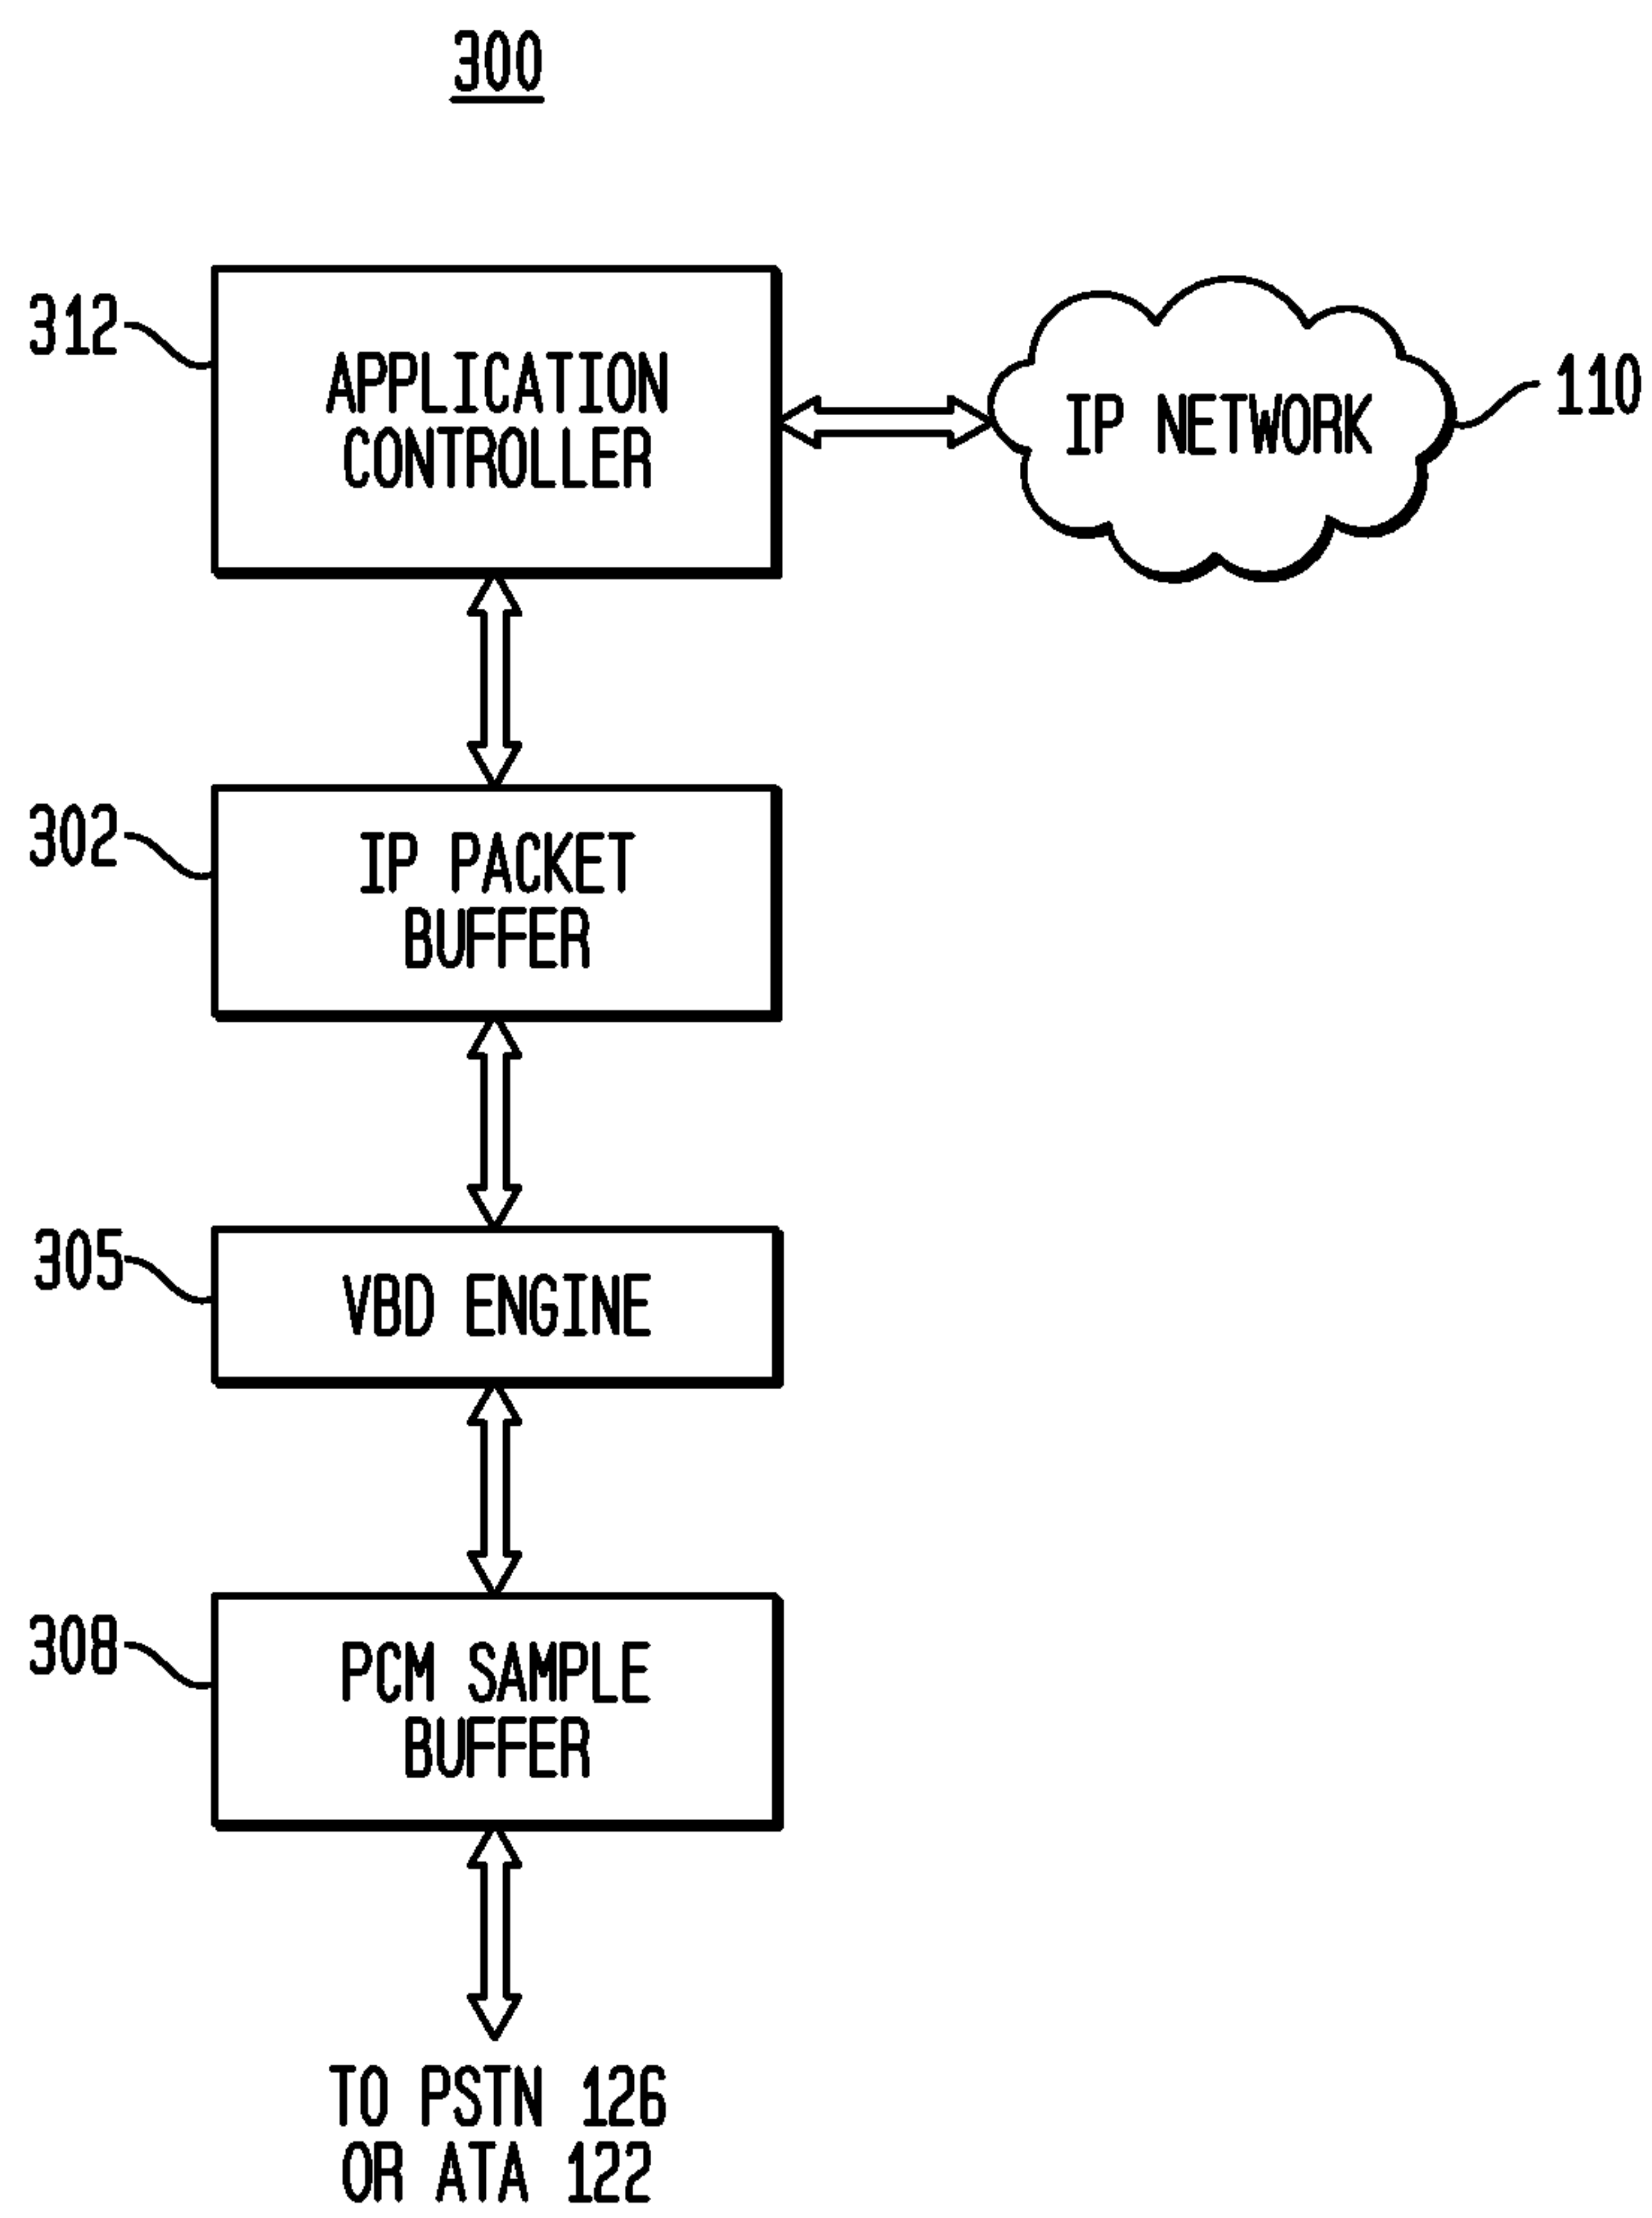 300
312
APPLICATION
CONTROLLER
IP NETWORK
110
302
IP PACKET
BUFFER
305
VBD ENGINE
308
PCM SAMPLE
BUFFER
TO PSTN 126
OR ATA 122